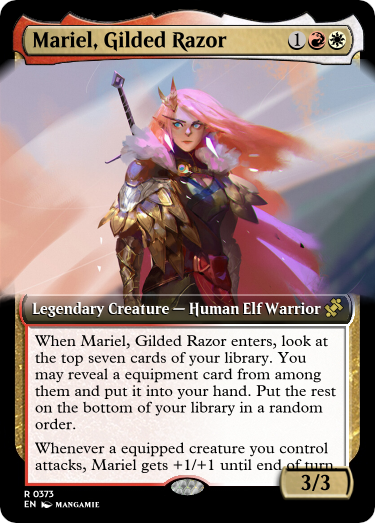 Mariel, Gilded Razor 1
Legendary Creature — Human Elf Warrior
When Mariel, Gilded Razor enters, look at
the top seven cards of your library. You
may reveal a equipment card from among
them and put it into your hand. Put the rest
on the bottom of your library in a random
order.
Whenever a equipped creature you control
attacks, Mariel gets +1/+1 until end of turn
3/3
R 0373
EN MANGAMIE